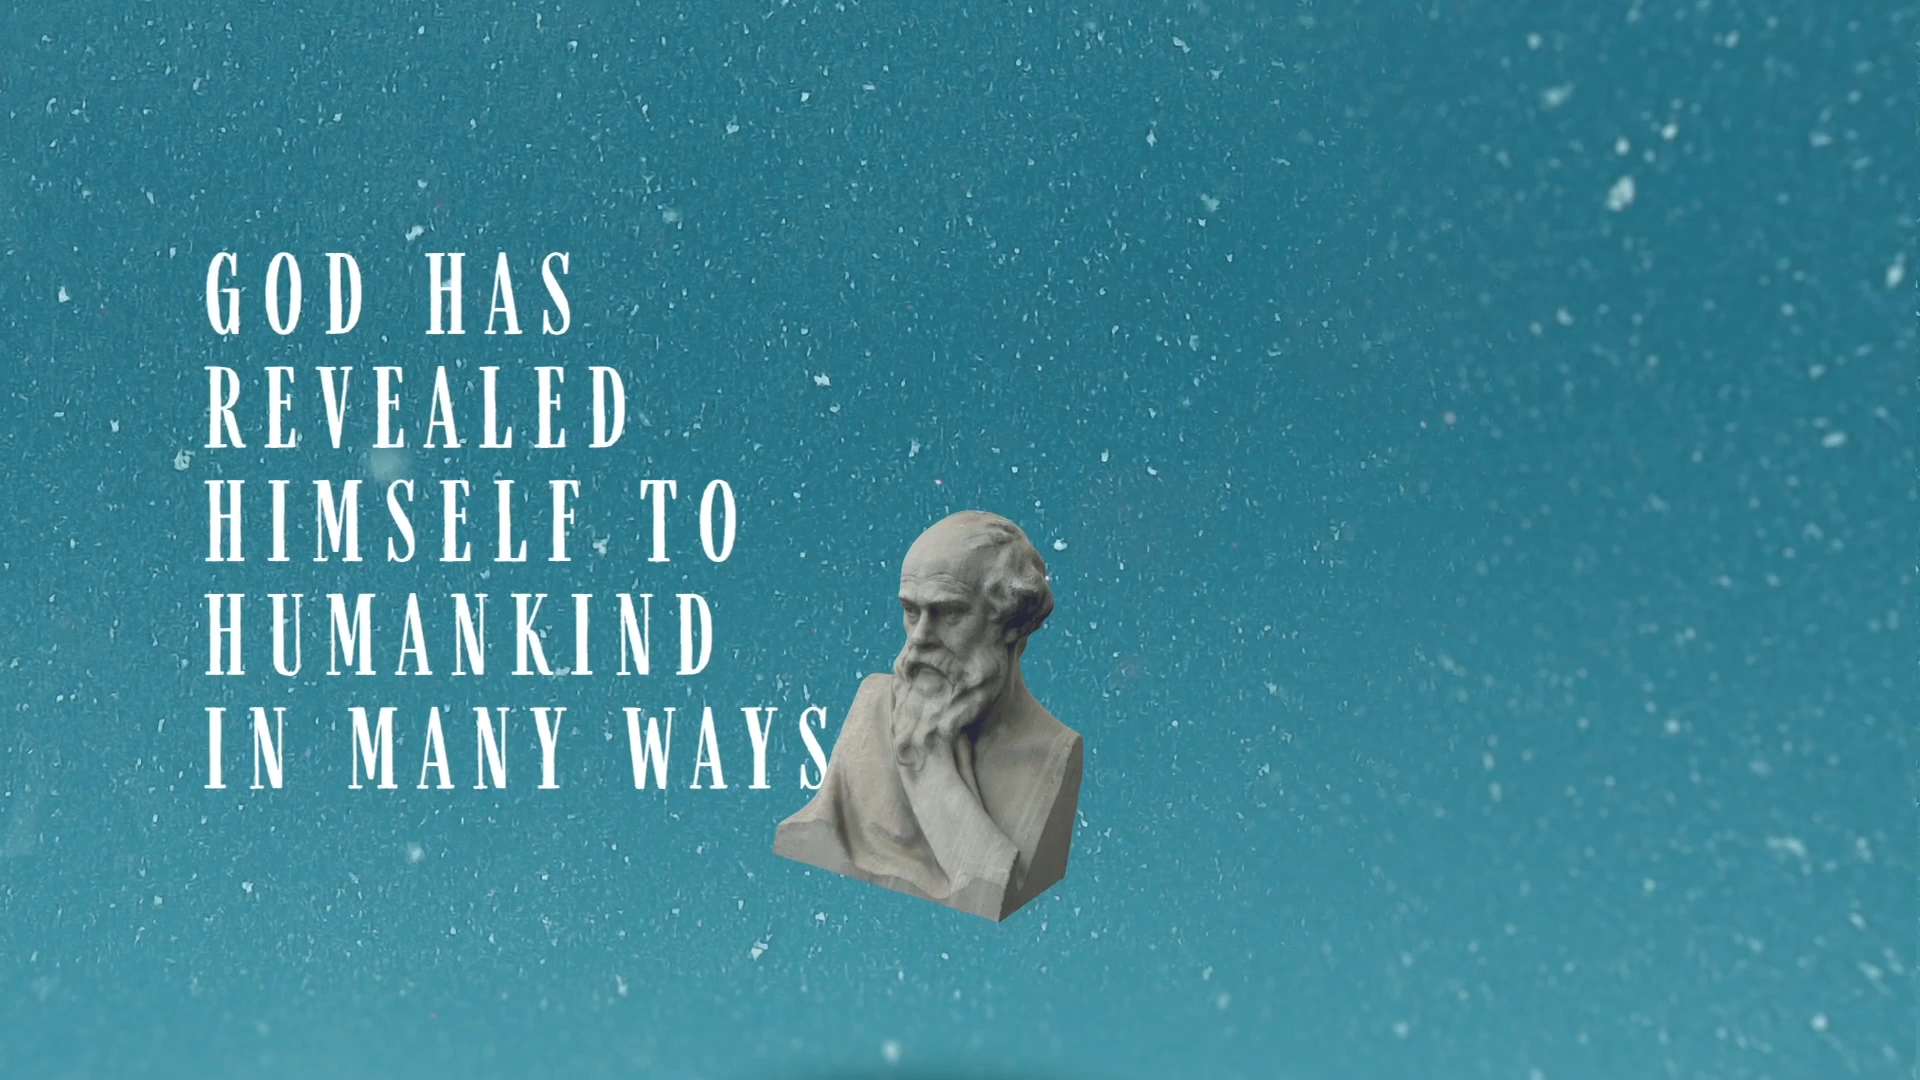 GOD HAS
REVEALED
HIMSELF TO
HUMANKIND
IN MANY WAYS